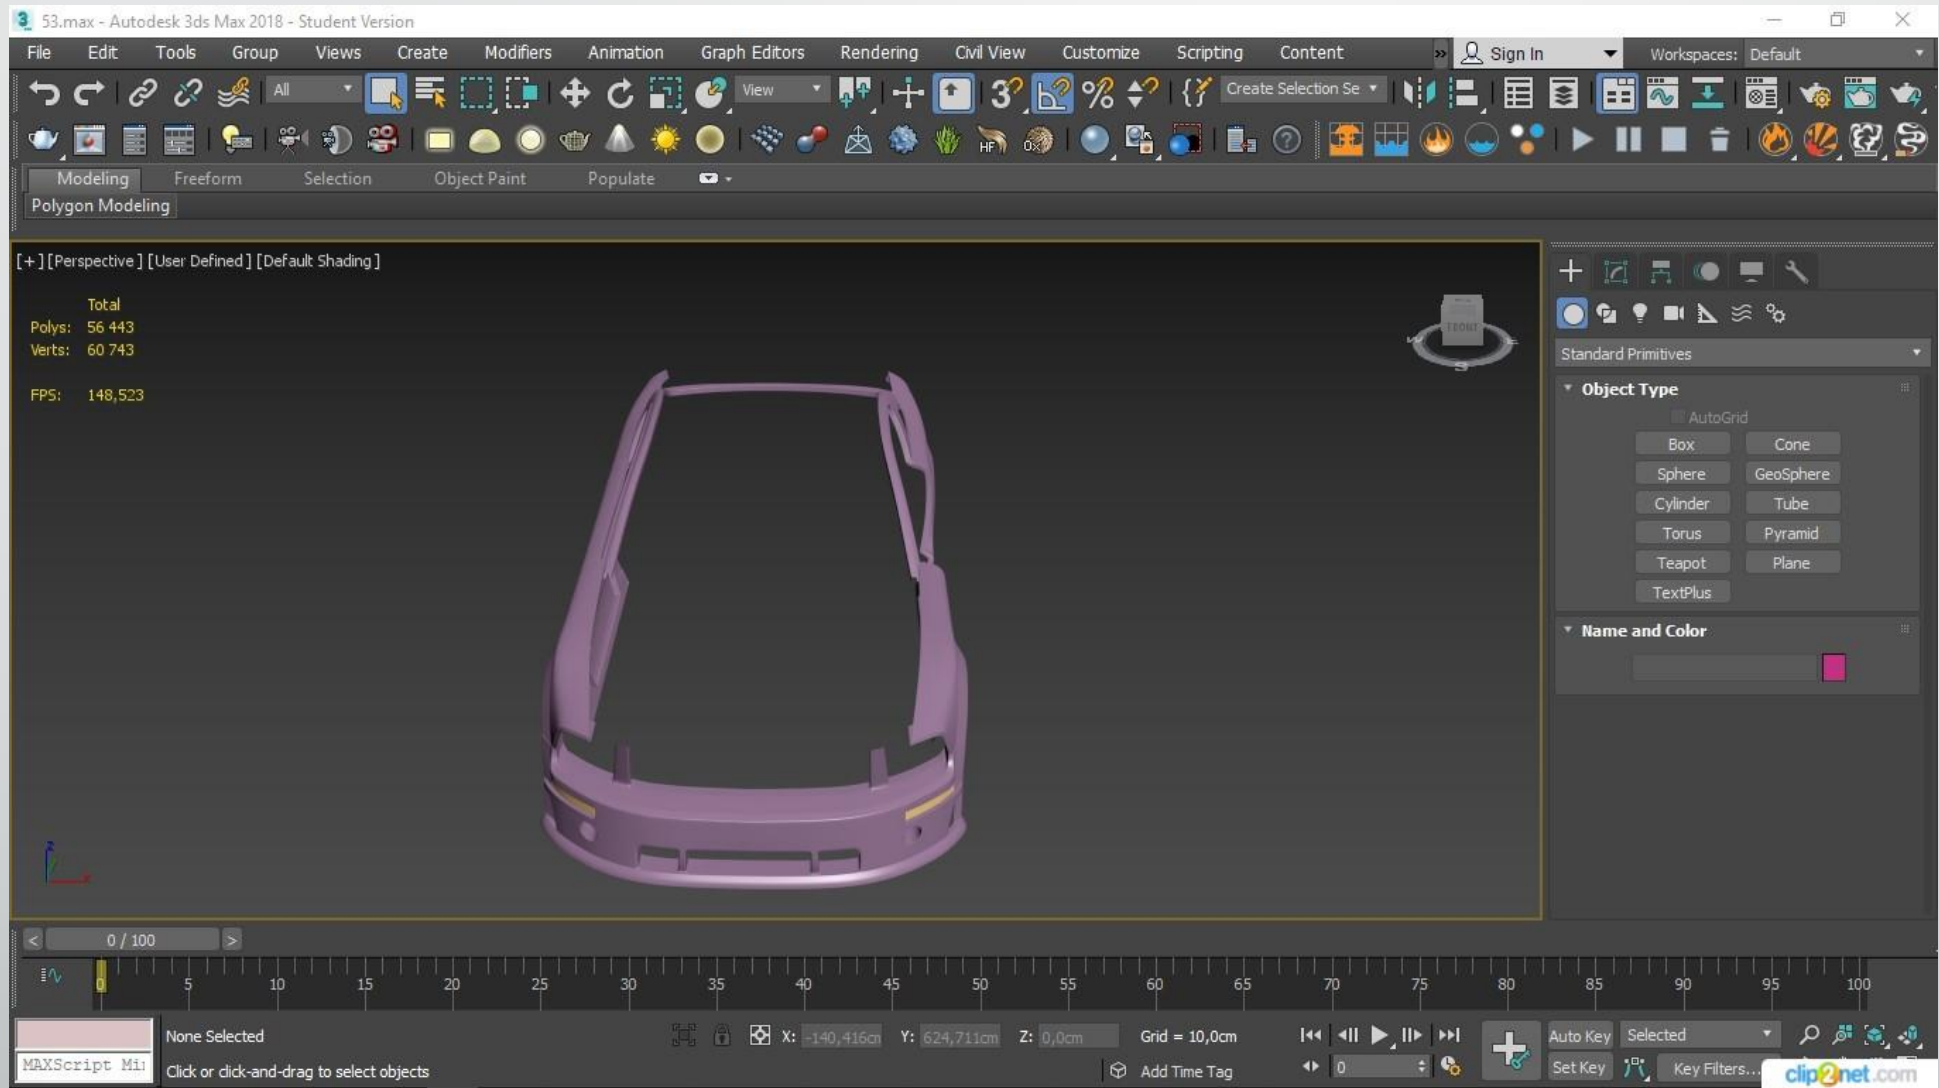 53.max - Autodesk 3ds Max 2018 - Student Version
File Edit Tools Group Views Create Modifiers Animation Graph Editors Rendering Civil View Customize Scripting Content » Sign In Workspaces: Default
All View 3 Create Selection Se
HF
Modeling Freeform Selection Object Paint Populate
Polygon Modeling
[+] [Perspective] [User Defined] [Default Shading]
Total
Polys: 56 443
Verts: 60 743
FPS: 148,523
FRONT
S
Standard Primitives
Object Type
AutoGrid
Box Cone
Sphere GeoSphere
Cylinder Tube
Torus Pyramid
Teapot Plane
TextPlus
Name and Color
z
x
< 0 / 100 >
0 5 10 15 20 25 30 35 40 45 50 55 60 65 70 75 80 85 90 95 100
None Selected X: -140,416cm Y: 624,711cm Z: 0,0cm Grid = 10,0cm Auto Key Selected
MAXScript Mi Click or click-and-drag to select objects Add Time Tag 0 Set Key Key Filters...
clip2net.com